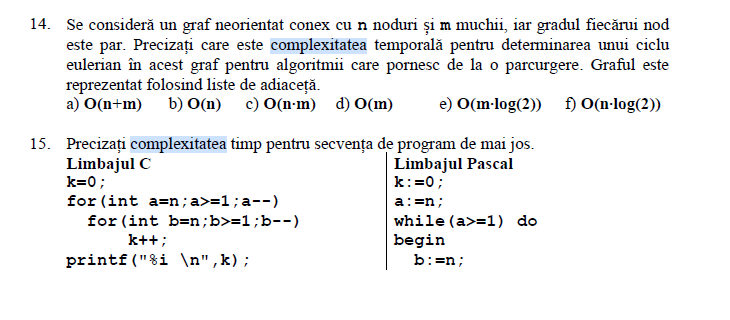 14. Se consideră un graf neorientat conex cu n noduri și m muchii, iar gradul fiecărui nod
este par. Precizați care este complexitatea temporală pentru determinarea unui ciclu
eulerian în acest graf pentru algoritmii care pornesc de la o parcurgere. Graful este
reprezentat folosind liste de adiaceță.
a) O(n+m) b) O(n) c) O(n·m) d) O(m) e) O(m·log(2)) f) O(n·log(2))
15. Precizați complexitatea timp pentru secvența de program de mai jos.
Limbajul C
k=0;
for(int a=n;a>=1;a--)
for(int b=n;b>=1;b--)
k++;
printf("%i \n",k);
Limbajul Pascal
k:=0;
a:=n;
while(a>=1) do
begin
b:=n;